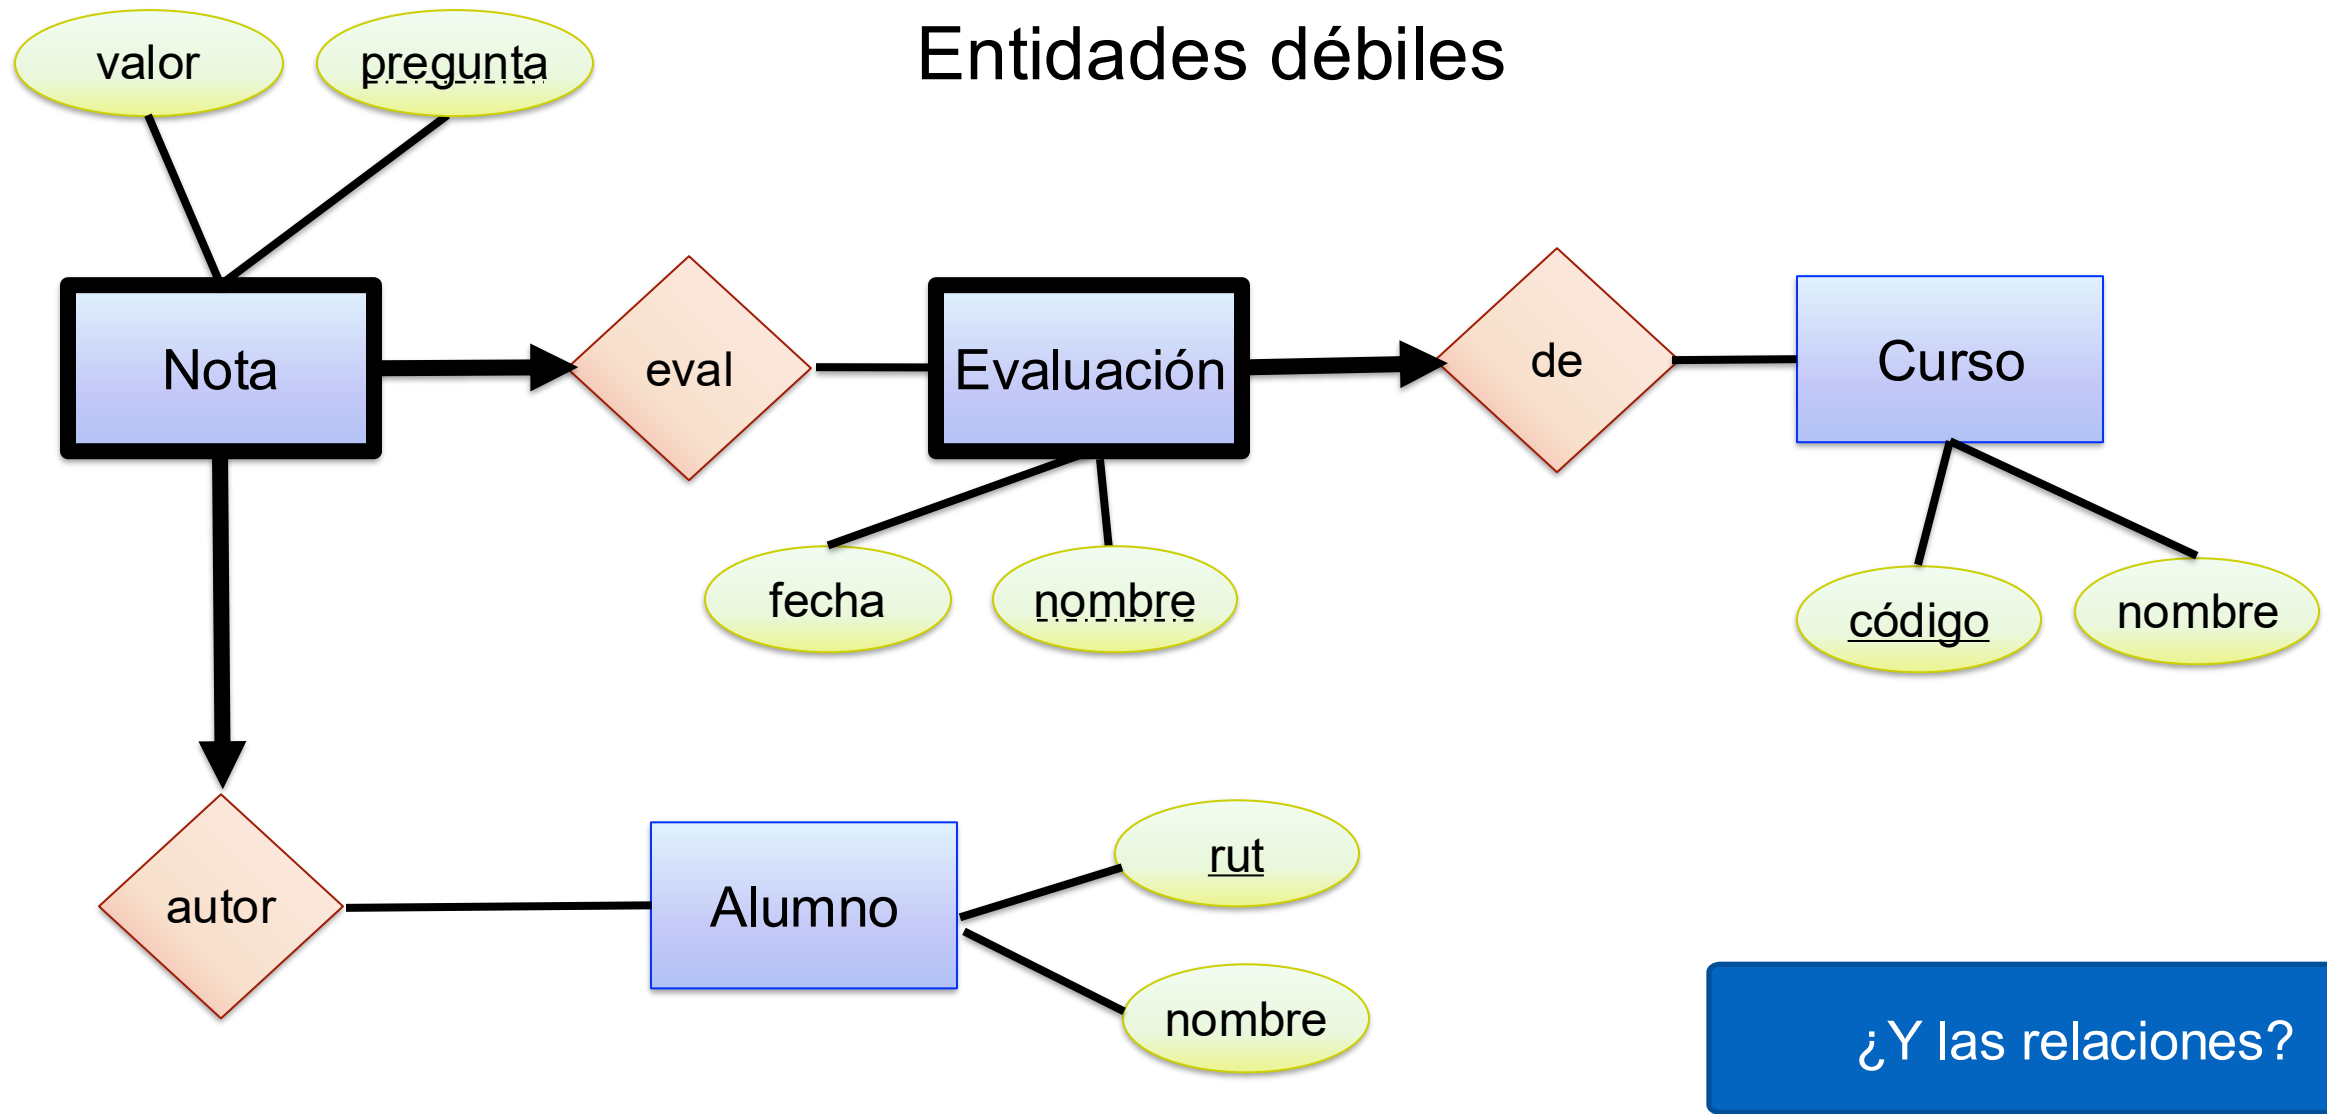 Entidades débiles
valor
pregunta
Nota
eval
Evaluación
de
Curso
fecha
nombre
código
nombre
autor
Alumno
rut
nombre
¿Y las relaciones?